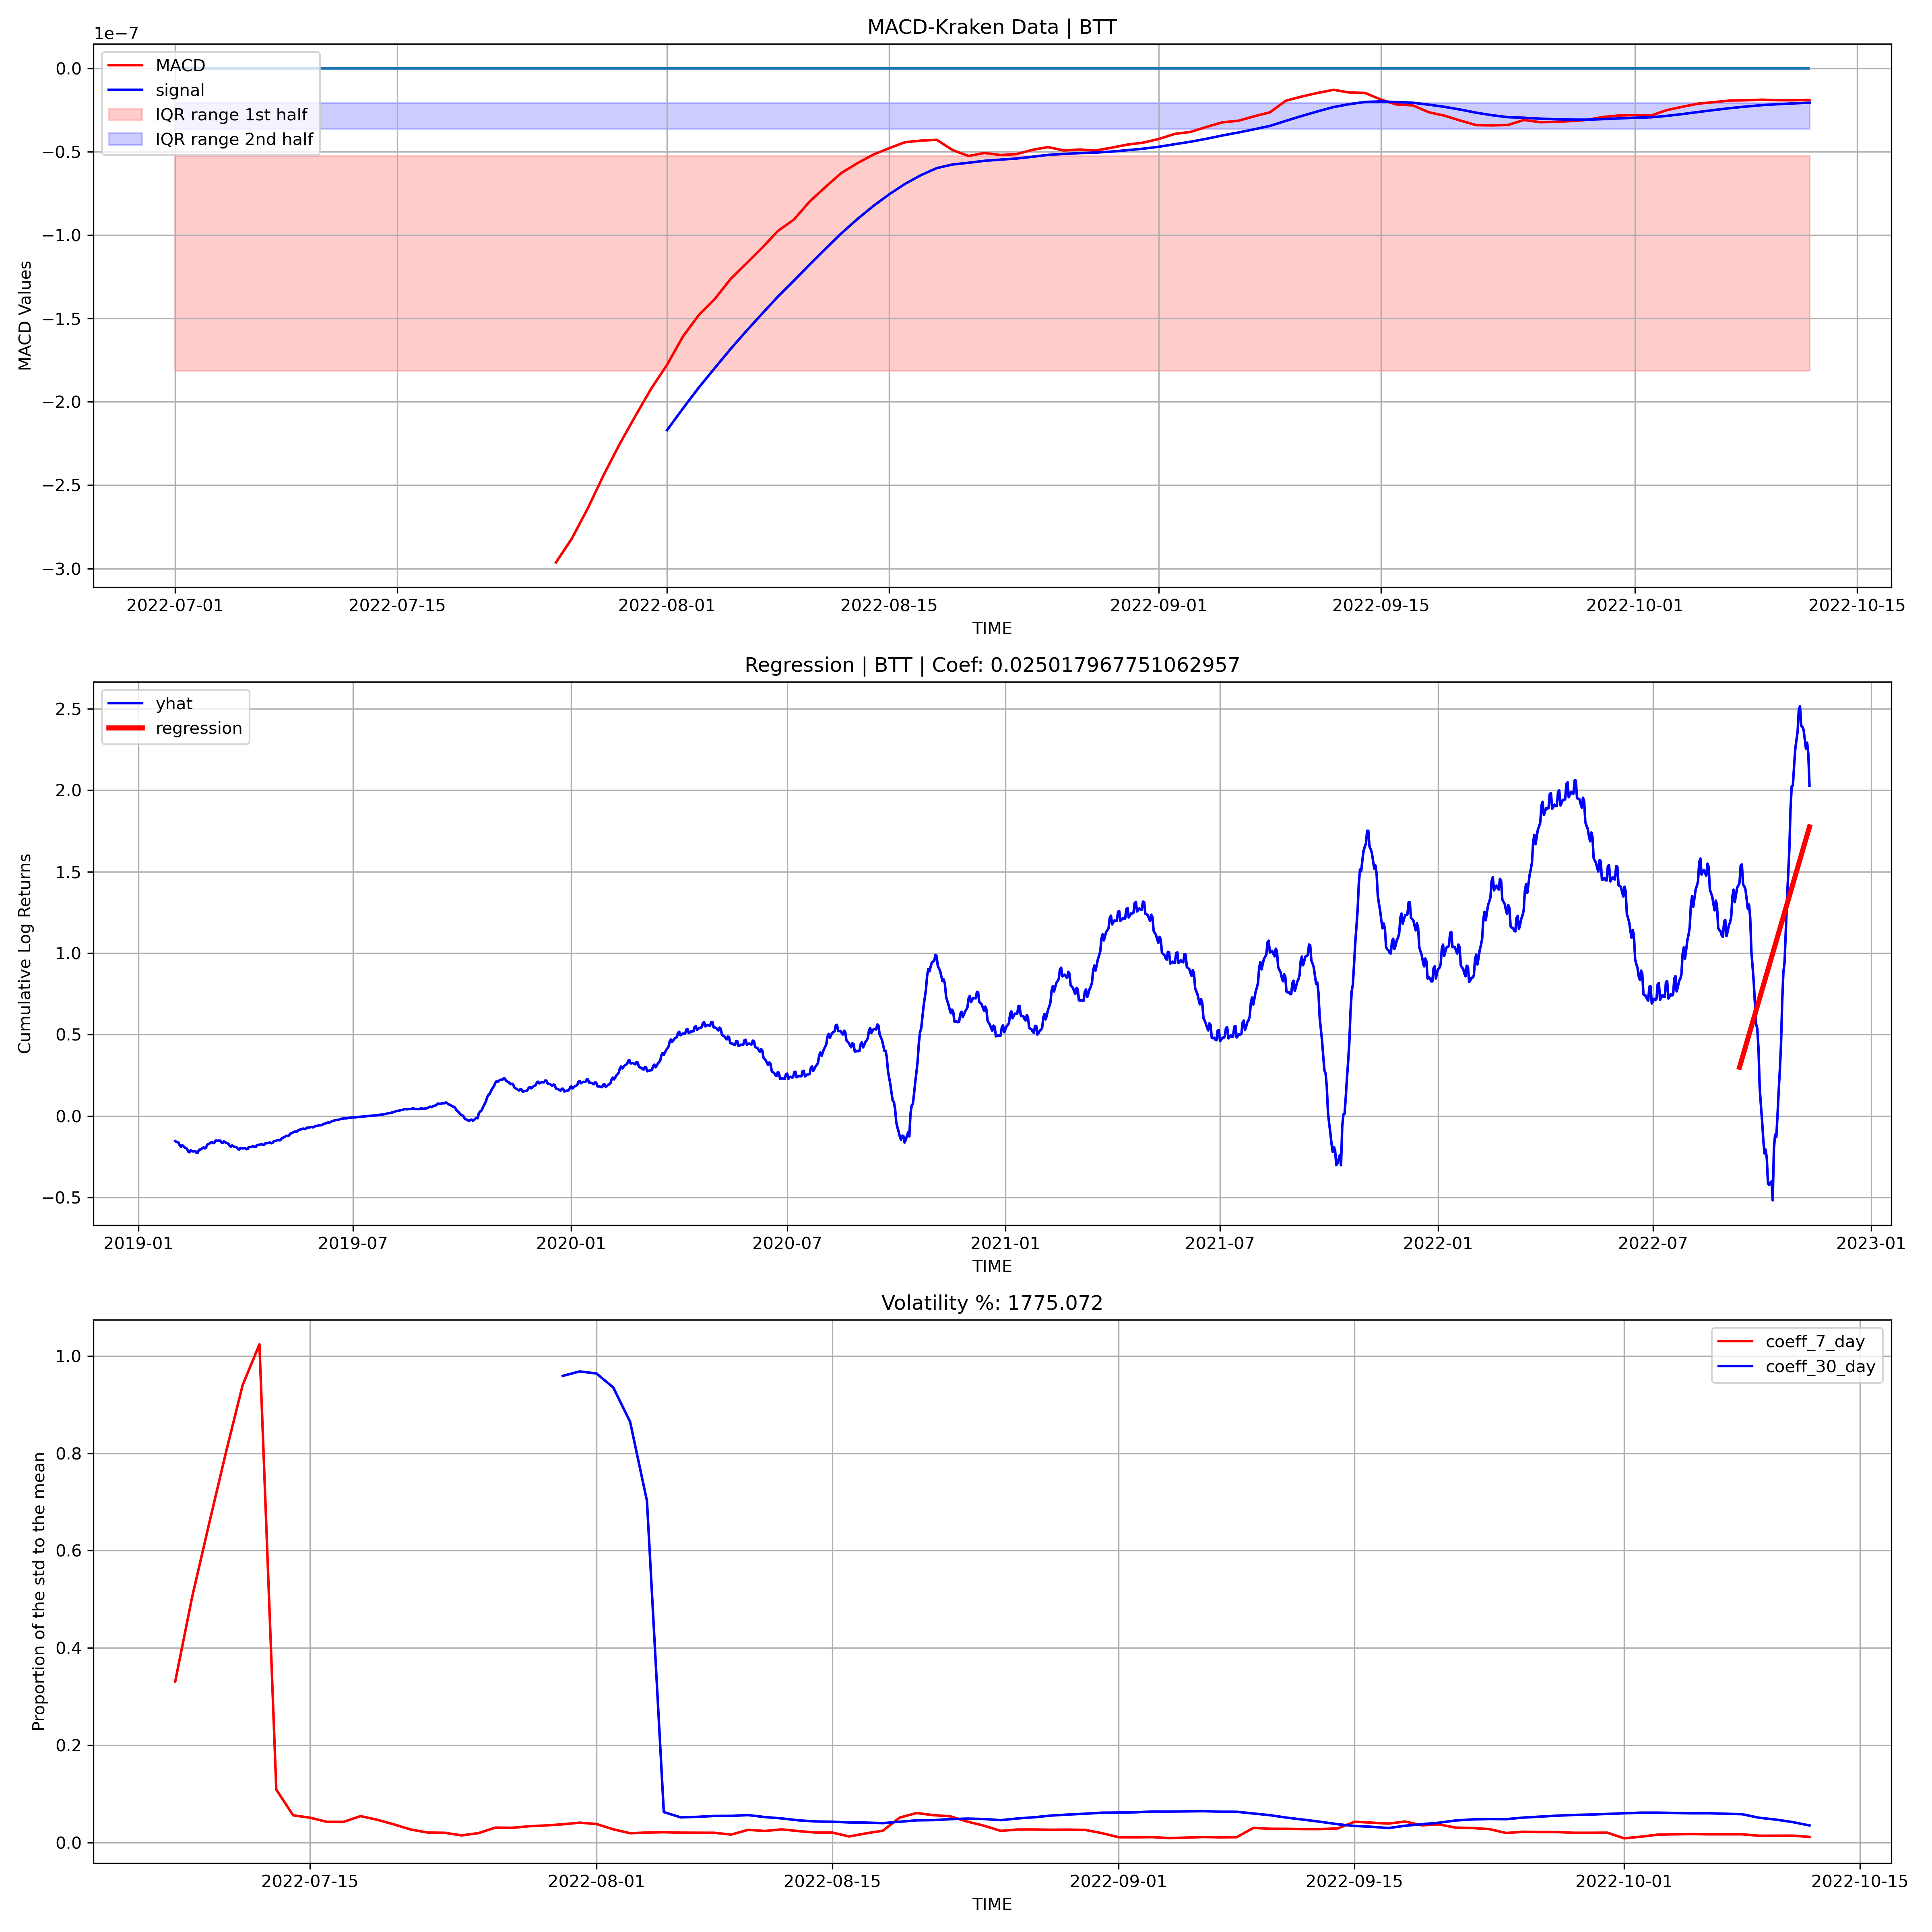 MACD-Kraken Data | BTT
1e−7
MACD
signal
IQR range 1st half
IQR range 2nd half
0.0
−0.5
−1.0
−1.5
−2.0
−2.5
−3.0
MACD Values
2022-07-01 2022-07-15 2022-08-01 2022-08-15 2022-09-01 2022-09-15 2022-10-01 2022-10-15
TIME
Regression | BTT | Coef: 0.025017967751062957
yhat
regression
2.5
2.0
1.5
1.0
0.5
0.0
−0.5
Cumulative Log Returns
2019-01 2019-07 2020-01 2020-07 2021-01 2021-07 2022-01 2022-07 2023-01
TIME
Volatility %: 1775.072
coeff_7_day
coeff_30_day
1.0
0.8
0.6
0.4
0.2
0.0
Proportion of the std to the mean
2022-07-15 2022-08-01 2022-08-15 2022-09-01 2022-09-15 2022-10-01 2022-10-15
TIME